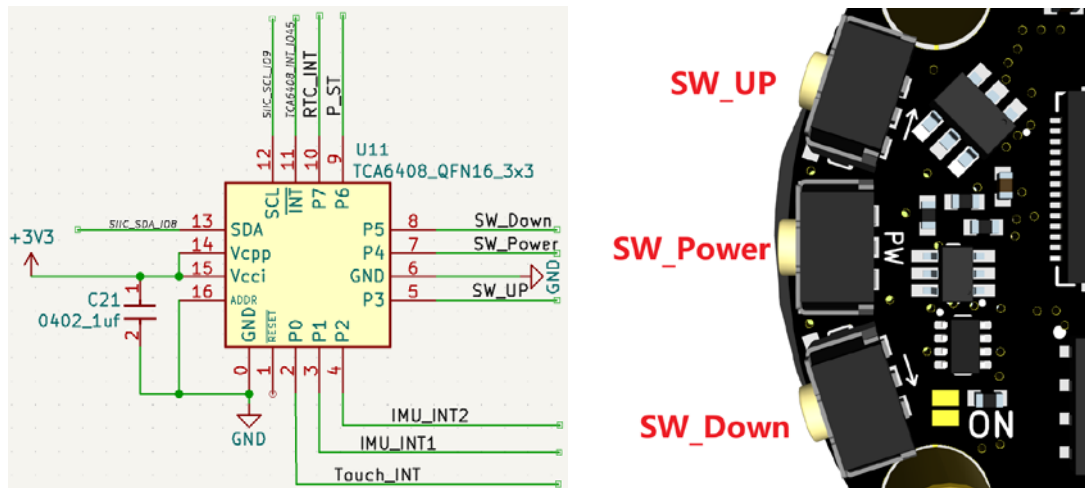 SIIC_SCL_IO9
TCA6408_INT_IO45
RTC_INT
P_ST
12
11
10
9
U11
TCA6408_QFN16_3x3
SCL
INT
P7
P6
SIIC_SDA_IO8
13
SDA
P5
8
SW_Down
+3V3
14
Vcpp
P4
7
SW_Power
15
Vcci
GND
6
GND
16
ADDR
P3
5
SW_UP
1
C21
0402_1uf
2
GND
RESET
P0
P1
P2
0
1
2
3
4
GND
IMU_INT2
IMU_INT1
Touch_INT
SW_UP
SW_Power
PW
SW_Down
ON